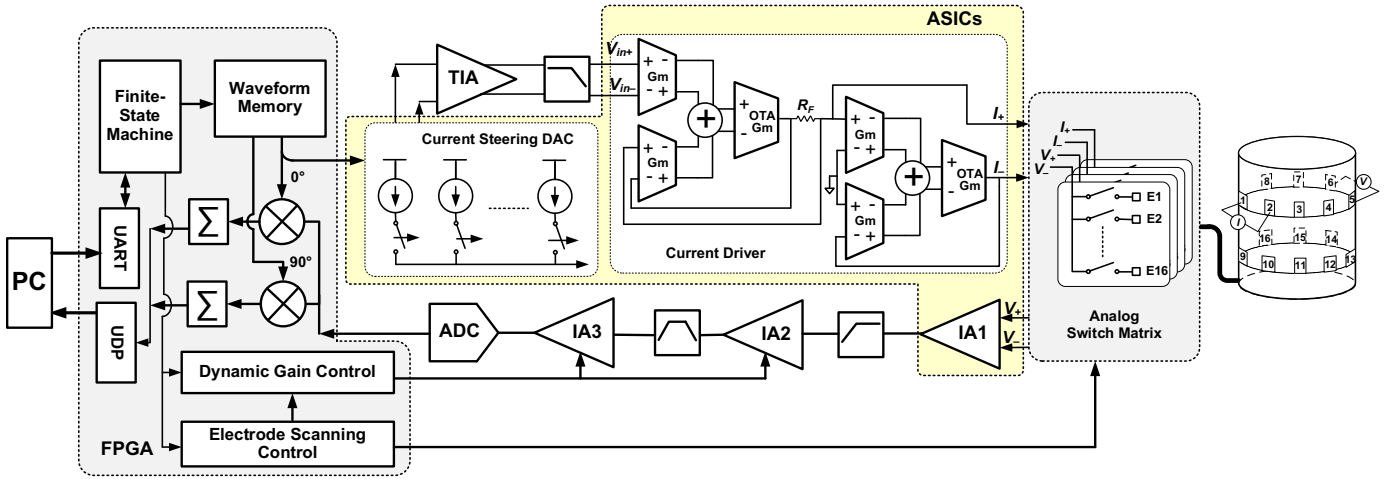 ASICs
Finite-
State
Machine
Waveform
Memory
TIA
Vin+
Vin−
+ -
Gm
- +
+ -
Gm
- +
+
OTA
Gm
-
RF
+ -
Gm
- +
+ -
Gm
- +
+
OTA
Gm
-
I+
I−
Current Driver
Current Steering DAC
0°
90°
Σ
Σ
UART
UDP
PC
ADC
IA3
IA2
IA1
V+
V−
I+
I−
V+
V−
E1
E2
E16
Analog
Switch Matrix
8
7
6
V
1
2
3
4
5
I
16
15
14
9
10
11
12
13
Dynamic Gain Control
Electrode Scanning
Control
FPGA